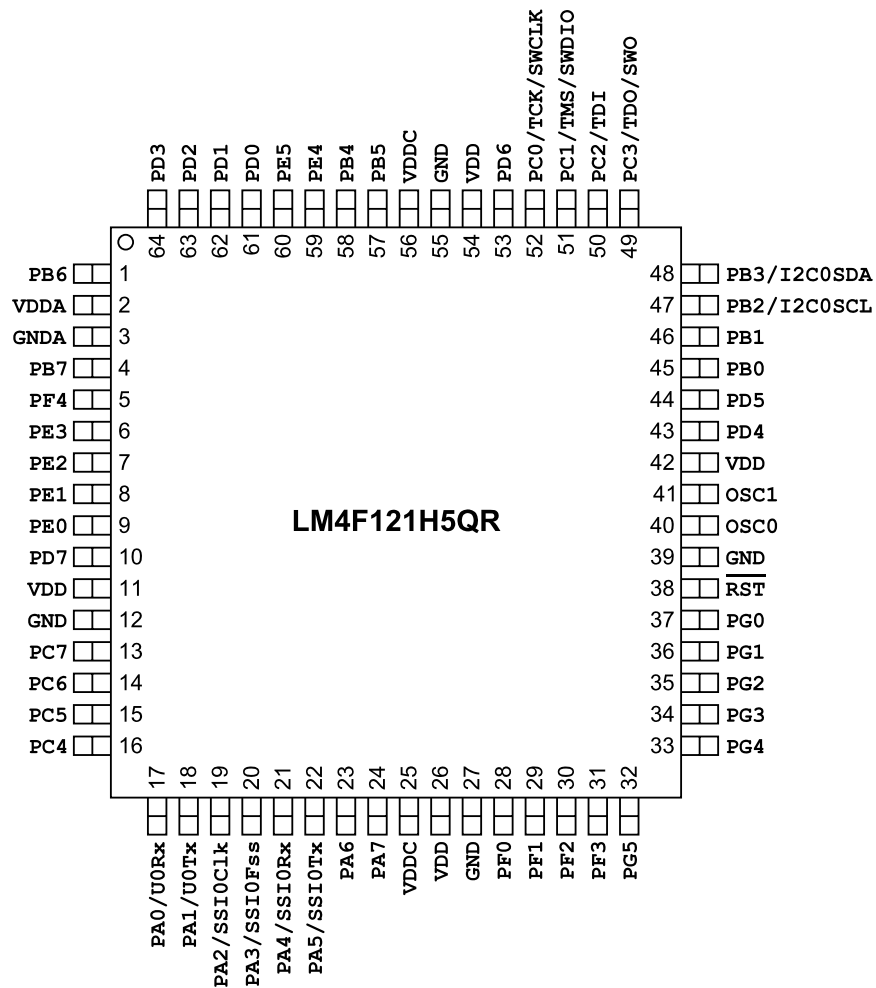 PC0/TCK/SWCLK
PC1/TMS/SWDIO
PC2/TDI
PC3/TDO/SWO
PD3
PD2
PD1
PD0
PE5
PE4
PB4
PB5
VDDC
GND
VDD
PD6
64
63
62
61
60
59
58
57
56
55
54
53
52
51
50
49
PB6 1
VDDA 2
GNDA 3
PB7 4
PF4 5
PE3 6
PE2 7
PE1 8
PE0 9
PD7 10
VDD 11
GND 12
PC7 13
PC6 14
PC5 15
PC4 16
LM4F121H5QR
48 PB3/I2C0SDA
47 PB2/I2C0SCL
46 PB1
45 PB0
44 PD5
43 PD4
42 VDD
41 OSC1
40 OSC0
39 GND
38 RST
37 PG0
36 PG1
35 PG2
34 PG3
33 PG4
17
18
19
20
21
22
23
24
25
26
27
28
29
30
31
32
PA0/U0Rx
PA1/U0Tx
PA2/SSI0Clk
PA3/SSI0Fss
PA4/SSI0Rx
PA5/SSI0Tx
PA6
PA7
VDDC
VDD
GND
PF0
PF1
PF2
PF3
PG5